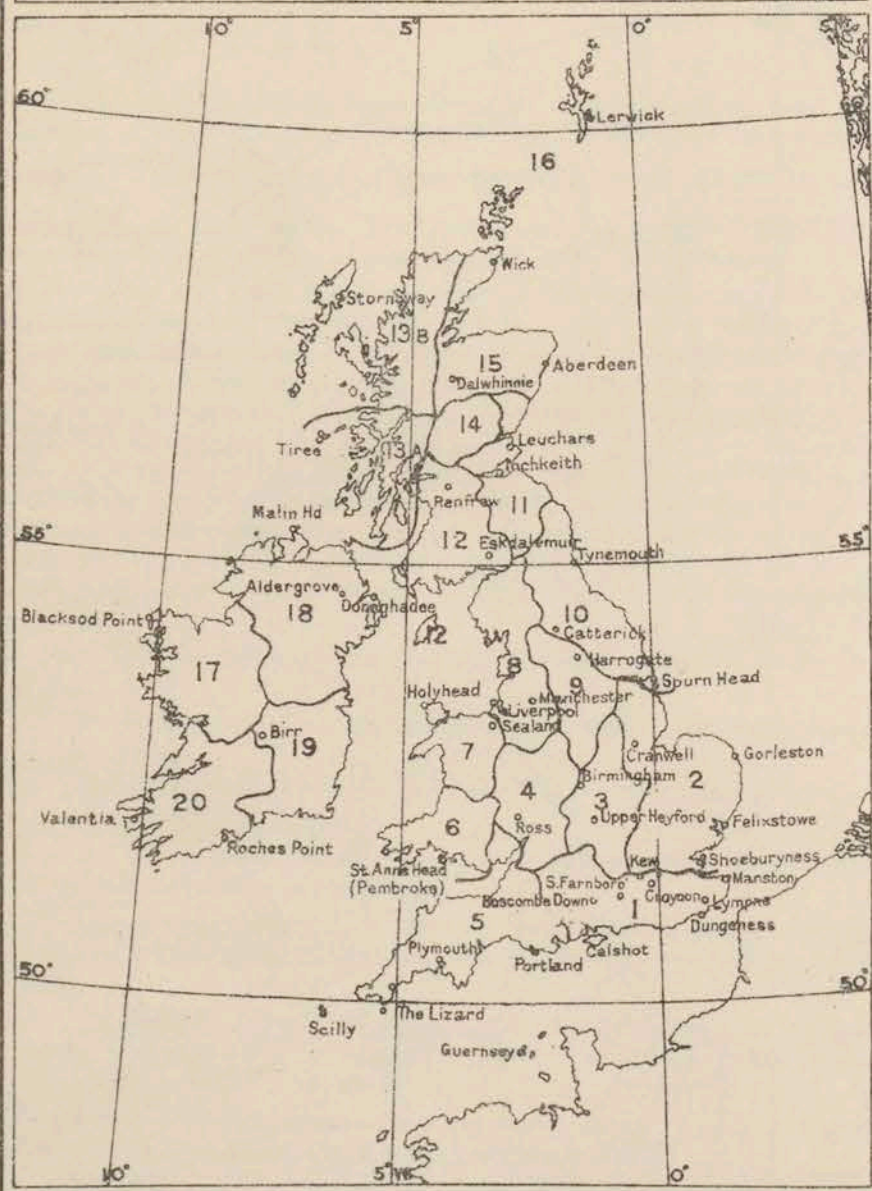 10°
5°
0°
60°
Lerwick
16
Wick
Stornoway
13 B
15
Aberdeen
Dalwhinnie
14
Leuchars
Tiree
13 A
Inchkeith
Renfrew
11
Malin Hd
55°
12
Eskdalemuir
Tynemouth
55°
Aldergrove
18
Donaghadee
Blacksod Point
12
10
Catterick
Harrogate
17
8
9
Spurn Head
Holyhead
Manchester
Liverpool
Sealand
Birr
19
7
Cranwell
Gorleston
Birmingham
2
20
4
3
Valentia
Ross
Upper Heyford
Felixstowe
6
Roches Point
St. Anns Head
(Pembroke)
Kew
Shoeburyness
S. Farnboro'
Manston
Boscombe Down
Croydon
Lympne
1
Dungeness
5
Plymouth
Calshot
Portland
50°
50°
Scilly
The Lizard
Guernsey
10°
5°W
0°